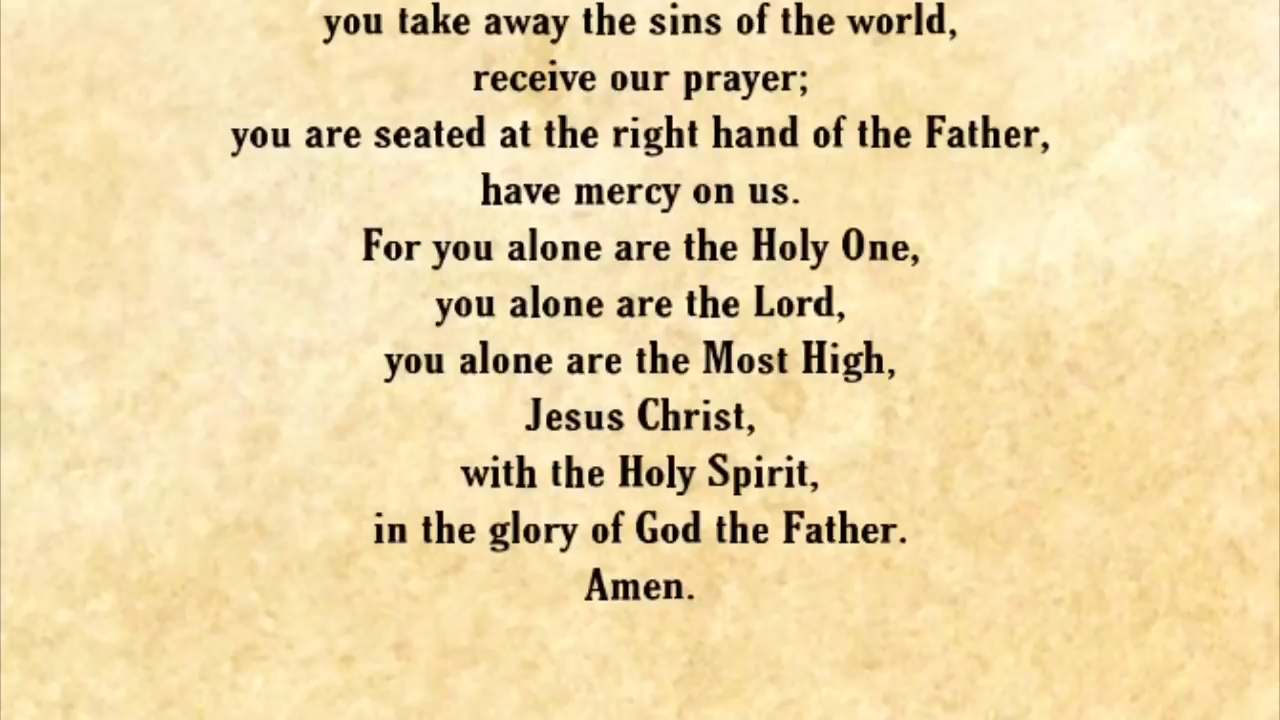 you take away the sins of the world,
receive our prayer;
you are seated at the right hand of the Father,
have mercy on us.
For you alone are the Holy One,
you alone are the Lord,
you alone are the Most High,
Jesus Christ,
with the Holy Spirit,
in the glory of God the Father.
Amen.